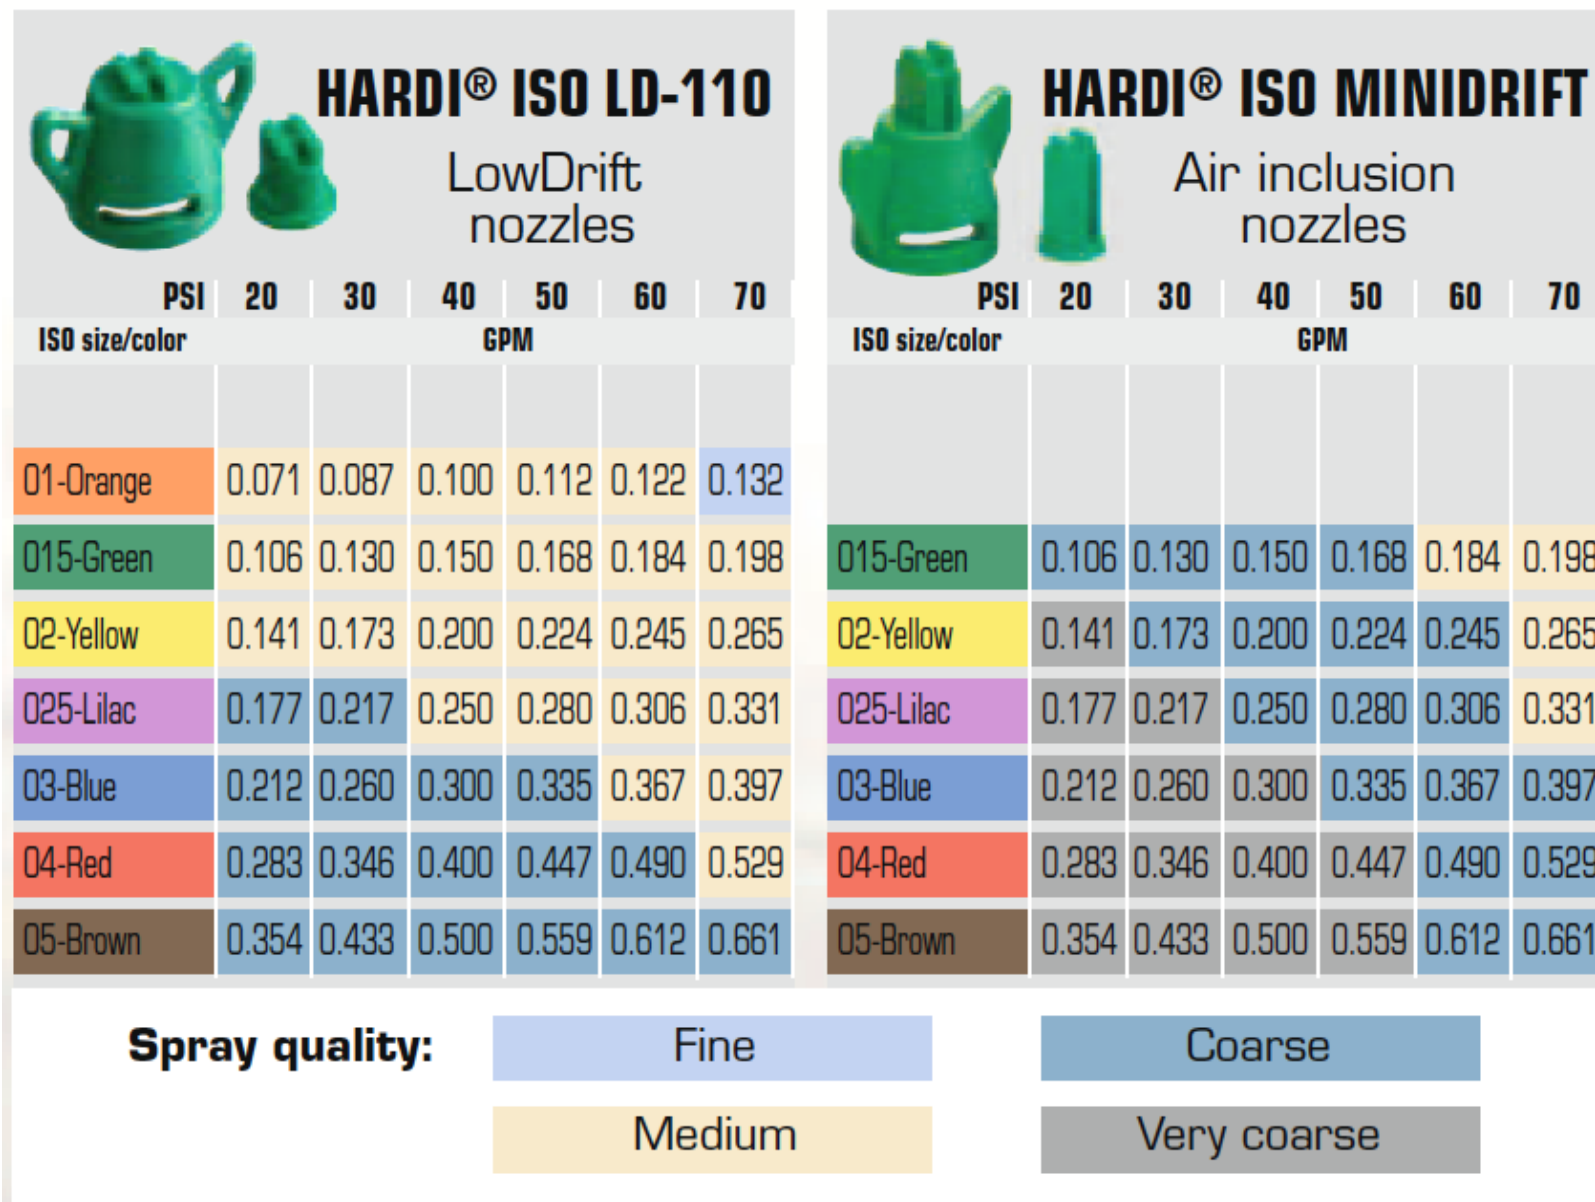 HARDI® ISO LD-110
LowDrift
nozzles
PSI 20 30 40 50 60 70
ISO size/color GPM
01-Orange 0.071 0.087 0.100 0.112 0.122 0.132
015-Green 0.106 0.130 0.150 0.168 0.184 0.198
02-Yellow 0.141 0.173 0.200 0.224 0.245 0.265
025-Lilac 0.177 0.217 0.250 0.280 0.306 0.331
03-Blue 0.212 0.260 0.300 0.335 0.367 0.397
04-Red 0.283 0.346 0.400 0.447 0.490 0.529
05-Brown 0.354 0.433 0.500 0.559 0.612 0.661
HARDI® ISO MINIDRIFT
Air inclusion
nozzles
PSI 20 30 40 50 60 70
ISO size/color GPM
015-Green 0.106 0.130 0.150 0.168 0.184 0.198
02-Yellow 0.141 0.173 0.200 0.224 0.245 0.265
025-Lilac 0.177 0.217 0.250 0.280 0.306 0.331
03-Blue 0.212 0.260 0.300 0.335 0.367 0.397
04-Red 0.283 0.346 0.400 0.447 0.490 0.529
05-Brown 0.354 0.433 0.500 0.559 0.612 0.661
Spray quality: Fine Coarse
Medium Very coarse